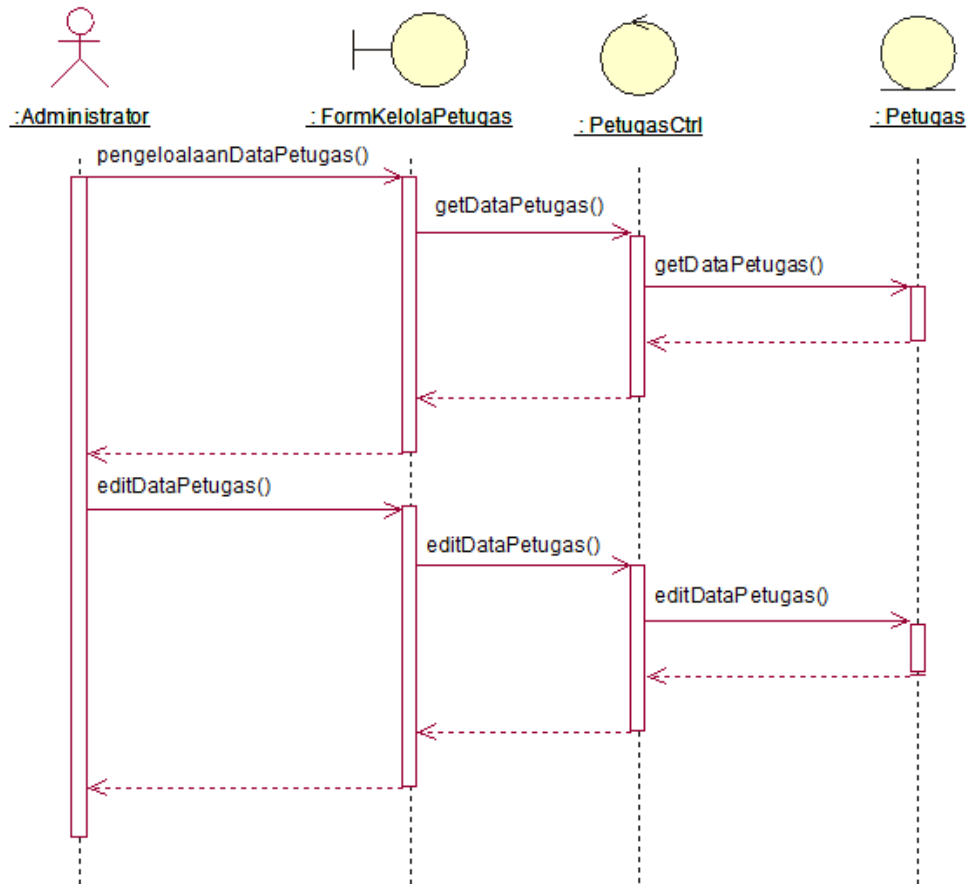 :Administrator
: FormKelolaPetugas
: PetugasCtrl
: Petugas
pengeloalaanDataPetugas()
getDataPetugas()
getDataPetugas()
editDataPetugas()
editDataPetugas()
editDataPetugas()